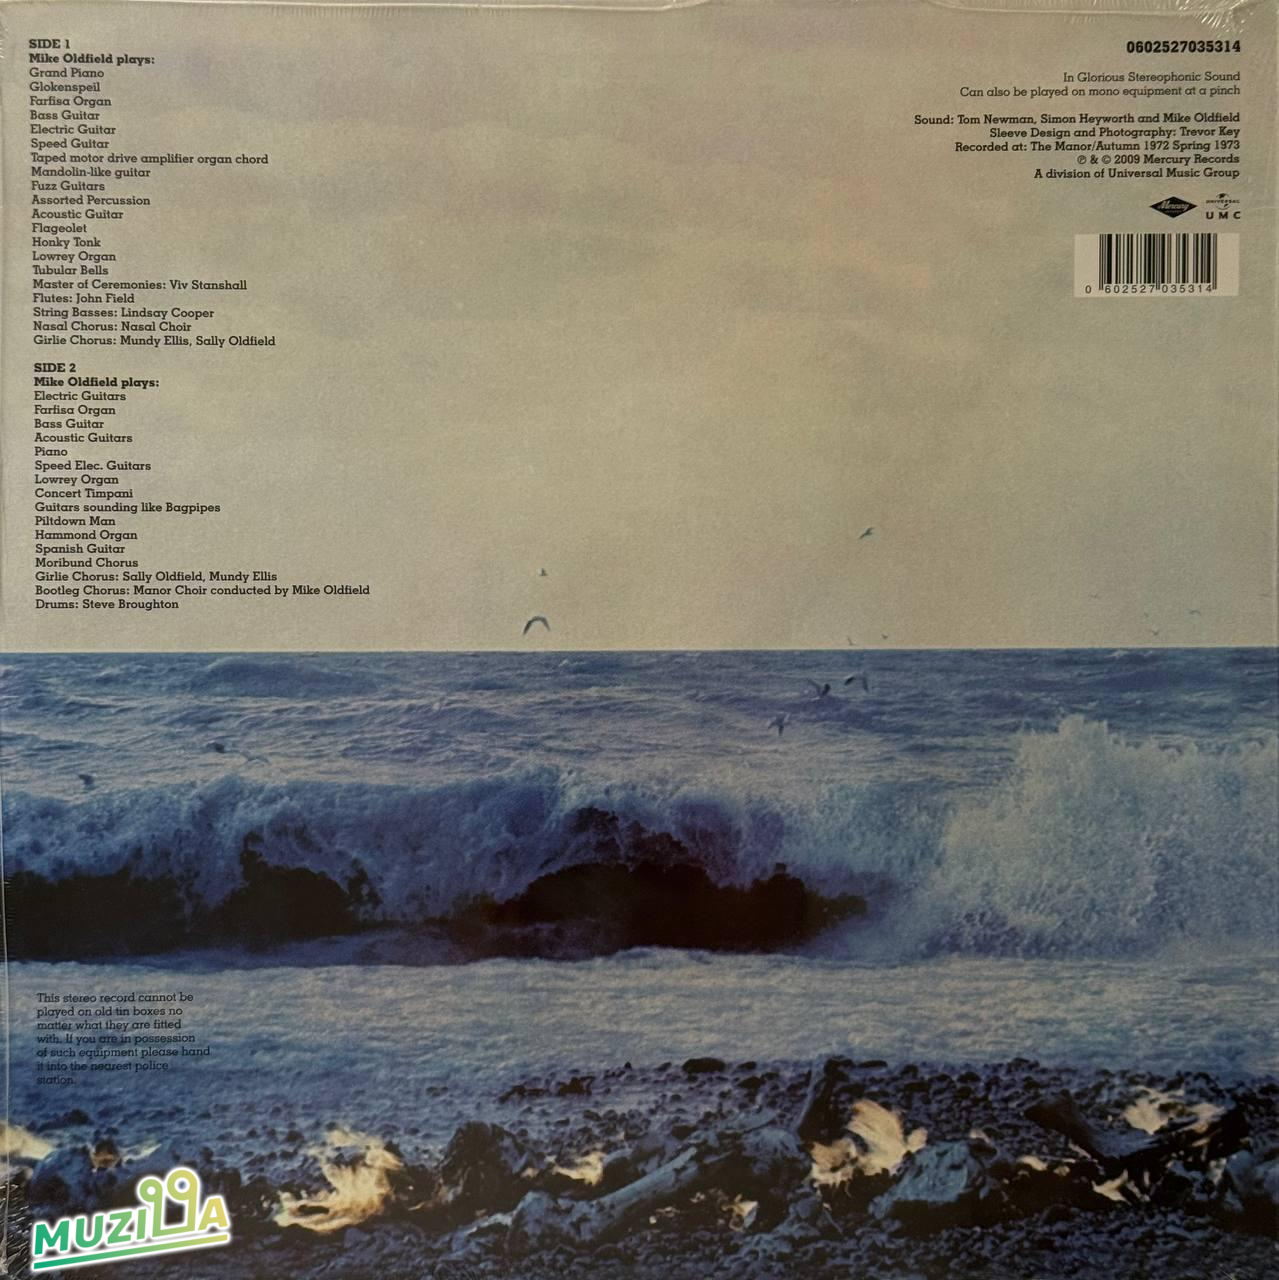 SIDE 1
Mike Oldfield plays:
Grand Piano
Glokenspeil
Farfisa Organ
Bass Guitar
Electric Guitar
Speed Guitar
Taped motor drive amplifier organ chord
Mandolin-like guitar
Fuzz Guitars
Assorted Percussion
Acoustic Guitar
Flageolet
Honky Tonk
Lowrey Organ
Tubular Bells
Master of Ceremonies: Viv Stanshall
Flutes: John Field
String Basses: Lindsay Cooper
Nasal Chorus: Nasal Choir
Girlie Chorus: Mundy Ellis, Sally Oldfield
SIDE 2
Mike Oldfield plays:
Electric Guitars
Farfisa Organ
Bass Guitar
Acoustic Guitars
Piano
Speed Elec. Guitars
Lowrey Organ
Concert Timpani
Guitars sounding like Bagpipes
Piltdown Man
Hammond Organ
Spanish Guitar
Moribund Chorus
Girlie Chorus: Sally Oldfield, Mundy Ellis
Bootleg Chorus: Manor Choir conducted by Mike Oldfield
Drums: Steve Broughton
0602527035314
In Glorious Stereophonic Sound
Can also be played on mono equipment at a pinch
Sound: Tom Newman, Simon Heyworth and Mike Oldfield
Sleeve Design and Photography: Trevor Key
Recorded at: The Manor/Autumn 1972 Spring 1973
℗ & © 2009 Mercury Records
A division of Universal Music Group
Mercury
UNIVERSAL
UMC
0 602527 035314
This stereo record cannot be
played on old tin boxes no
matter what they are fitted
with. If you are in possession
of such equipment please hand
it into the nearest police
station.
MUZILLA